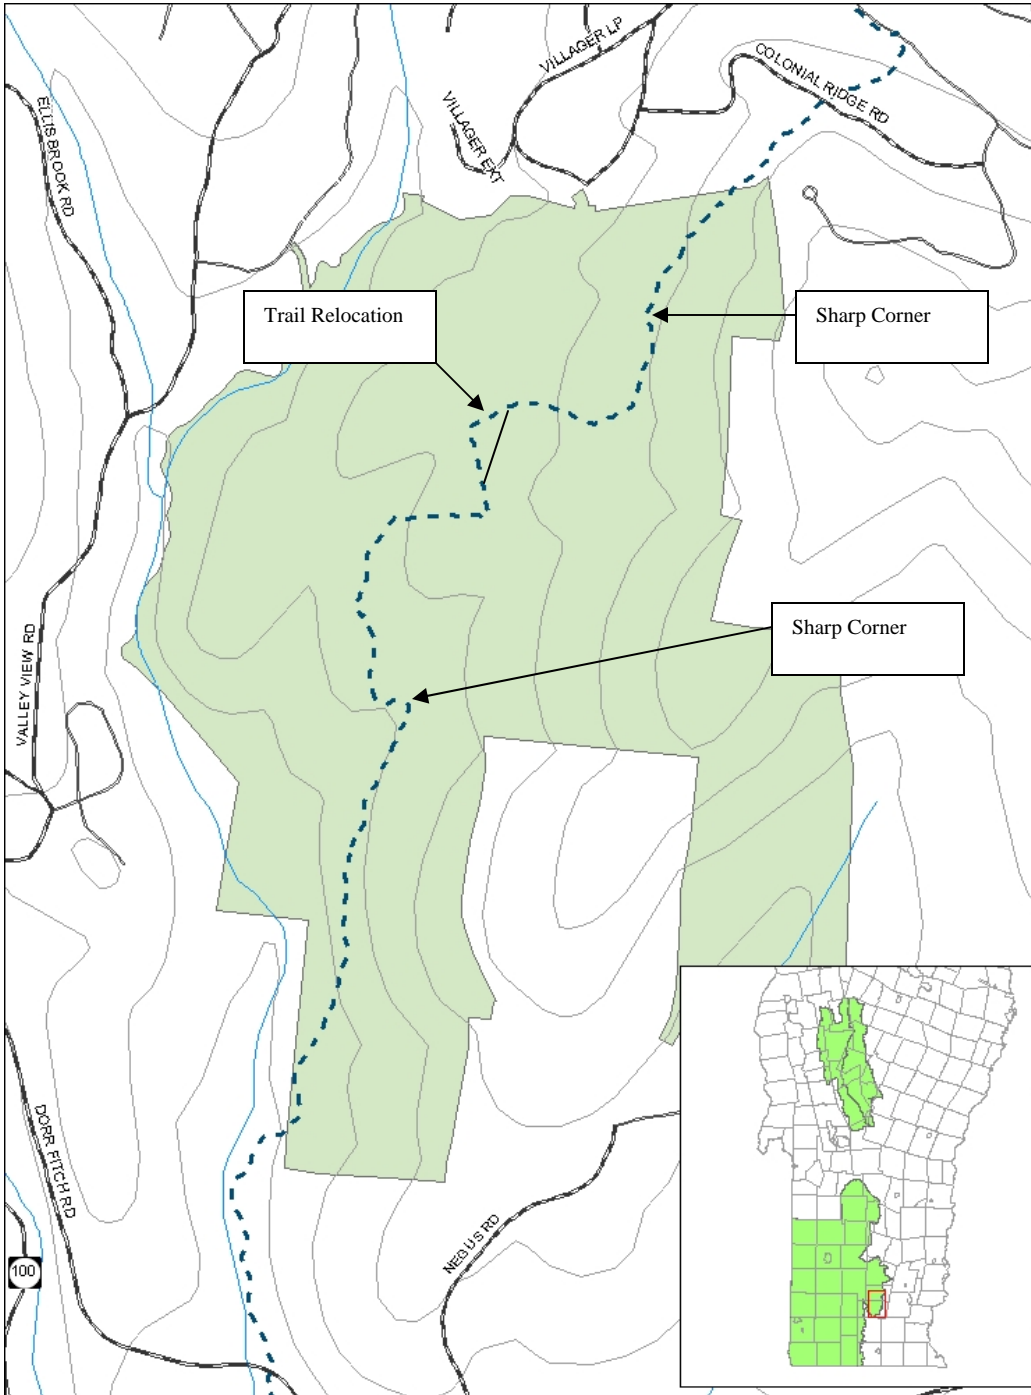 VILLAGER LP
COLONIAL RIDGE RD
ELLIS BROOK RD
VILLAGER EXT
Trail Relocation
Sharp Corner
Sharp Corner
VALLEY VIEW RD
DORR FITCH RD
NEBUS RD
100